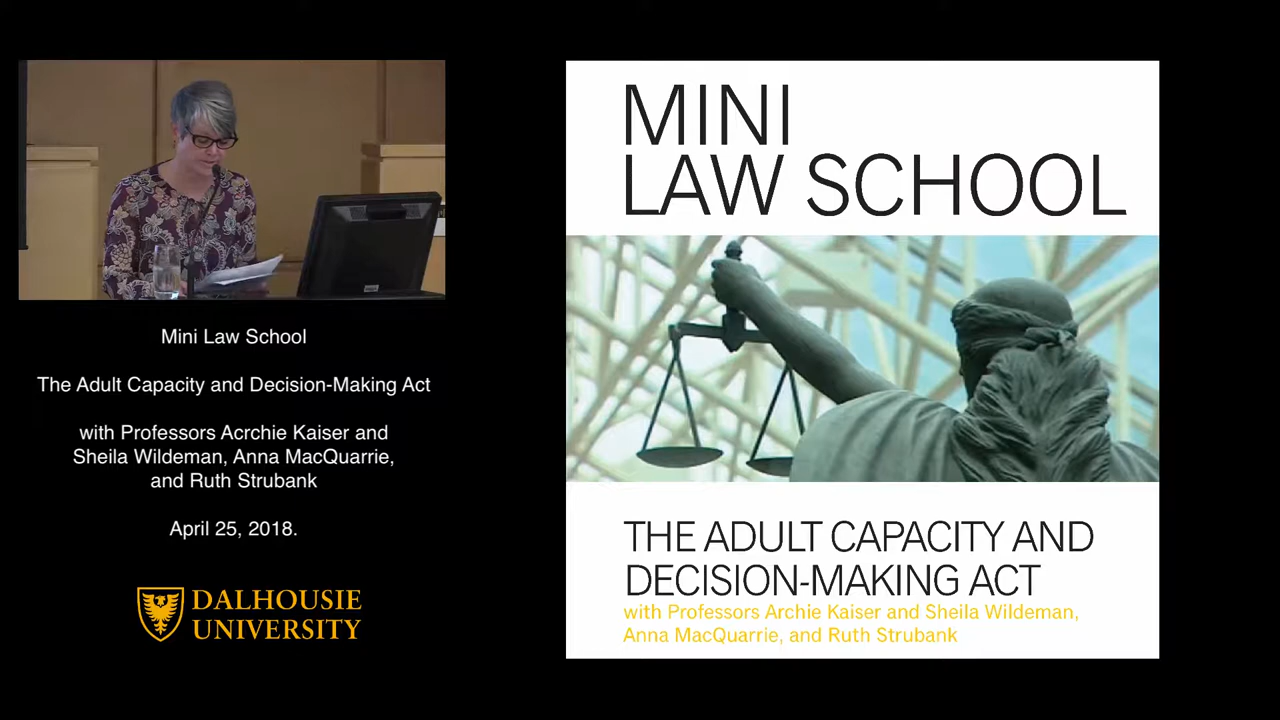 Mini Law School
The Adult Capacity and Decision-Making Act
with Professors Acrchie Kaiser and
Sheila Wildeman, Anna MacQuarrie,
and Ruth Strubank
April 25, 2018.
DALHOUSIE
UNIVERSITY
MINI
LAW SCHOOL
THE ADULT CAPACITY AND
DECISION-MAKING ACT
with Professors Archie Kaiser and Sheila Wildeman,
Anna MacQuarrie, and Ruth Strubank